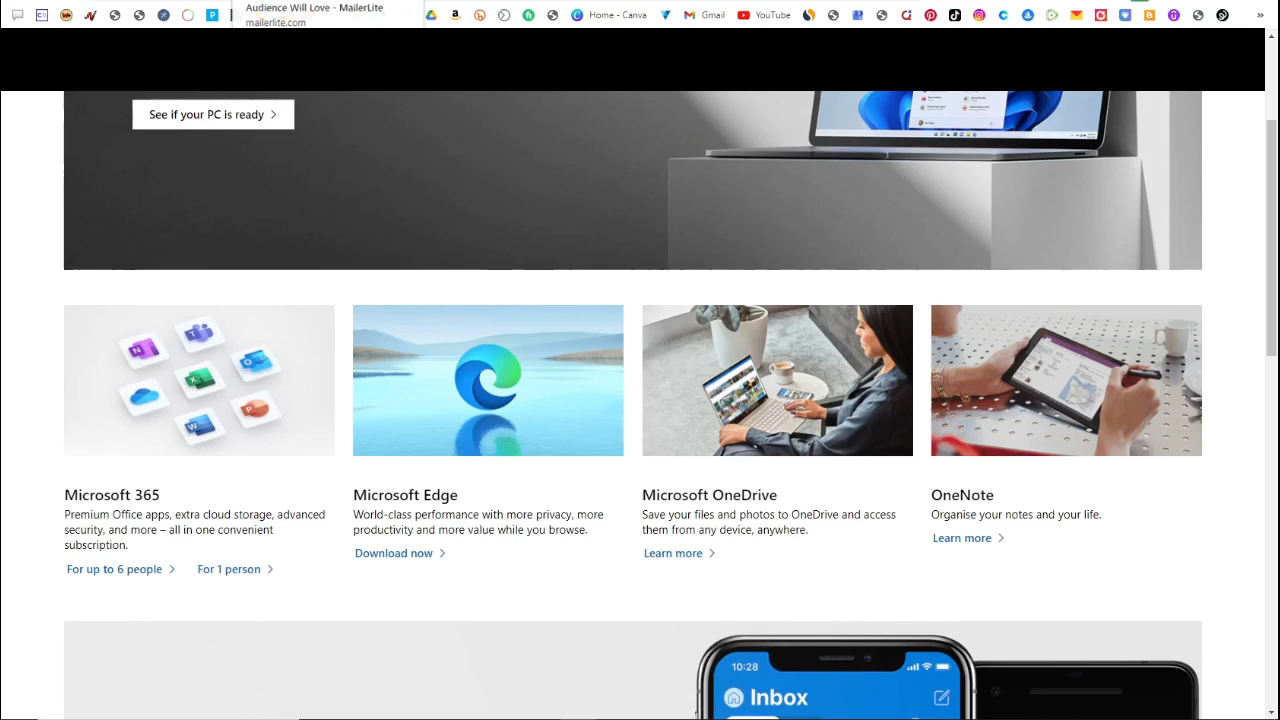 Audience Will Love - MailerLite
mailerlite.com
Home - Canva
Gmail
YouTube
See if your PC is ready
Microsoft 365
Premium Office apps, extra cloud storage, advanced
security, and more – all in one convenient
subscription.
For up to 6 people
For 1 person
Microsoft Edge
World-class performance with more privacy, more
productivity and more value while you browse.
Download now
Microsoft OneDrive
Save your files and photos to OneDrive and access
them from any device, anywhere.
Learn more
OneNote
Organise your notes and your life.
Learn more
10:28
Inbox